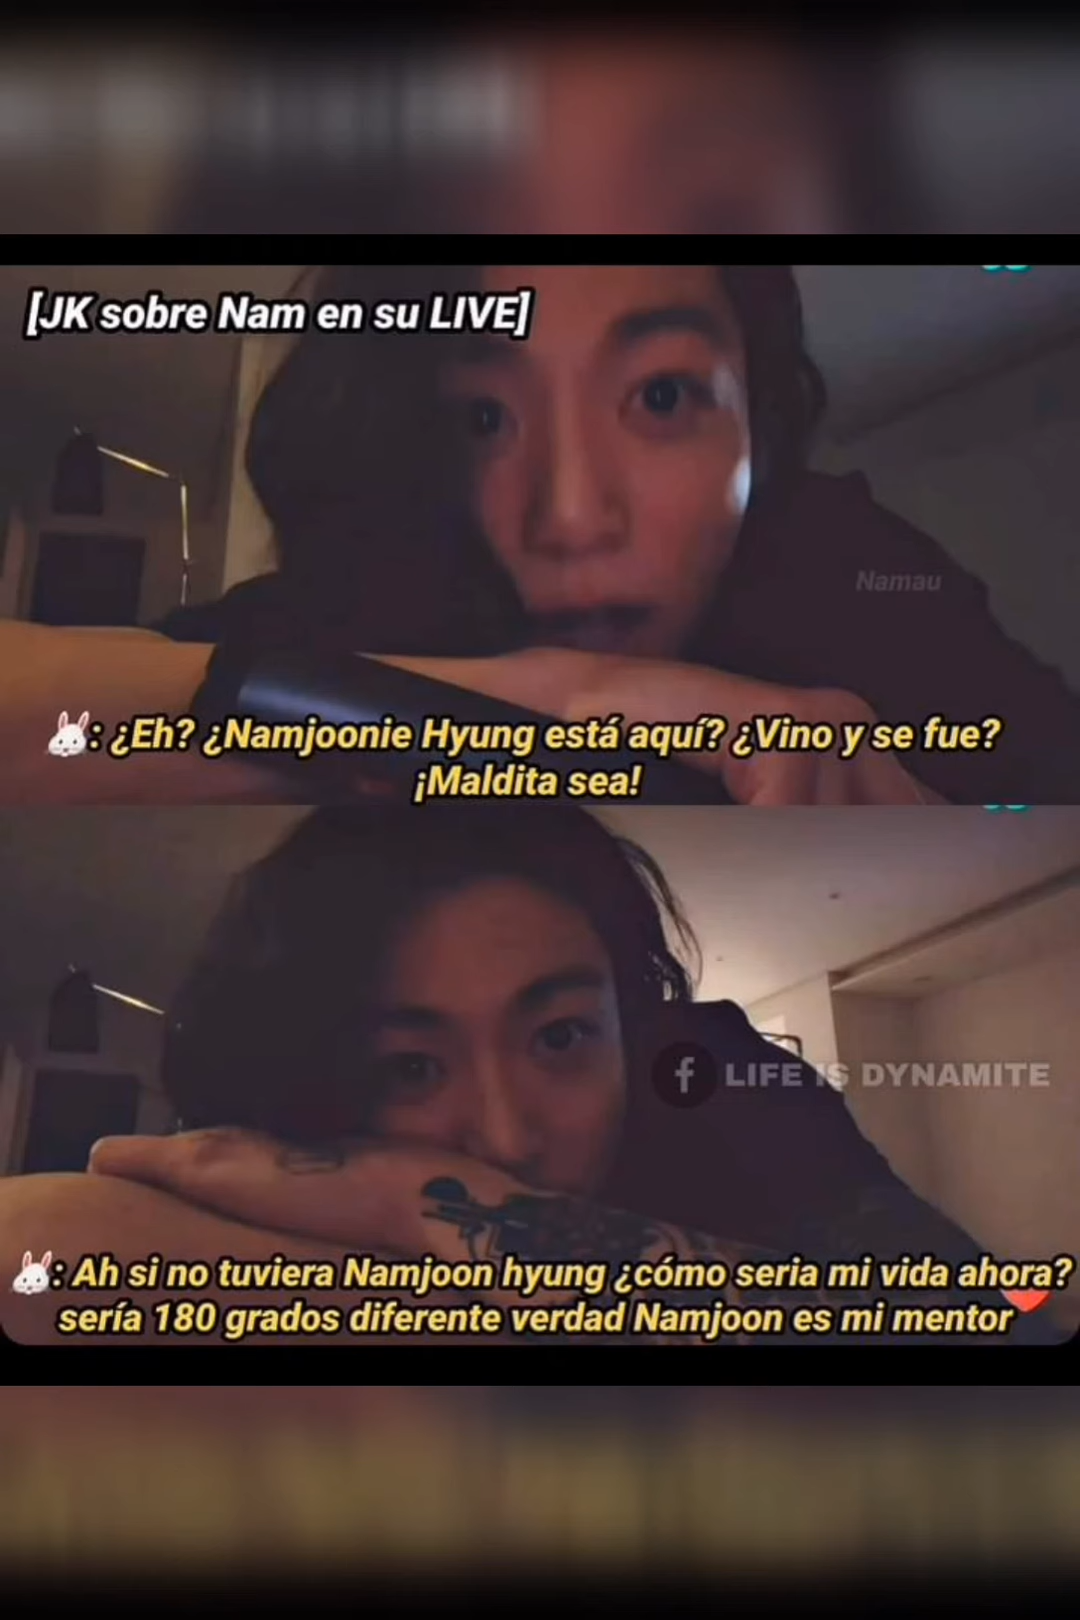 [JK sobre Nam en su LIVE]
Namau
: ¿Eh? ¿Namjoonie Hyung está aquí? ¿Vino y se fue?
¡Maldita sea!
f LIFE IS DYNAMITE
: Ah si no tuviera Namjoon hyung ¿cómo seria mi vida ahora?
sería 180 grados diferente verdad Namjoon es mi mentor